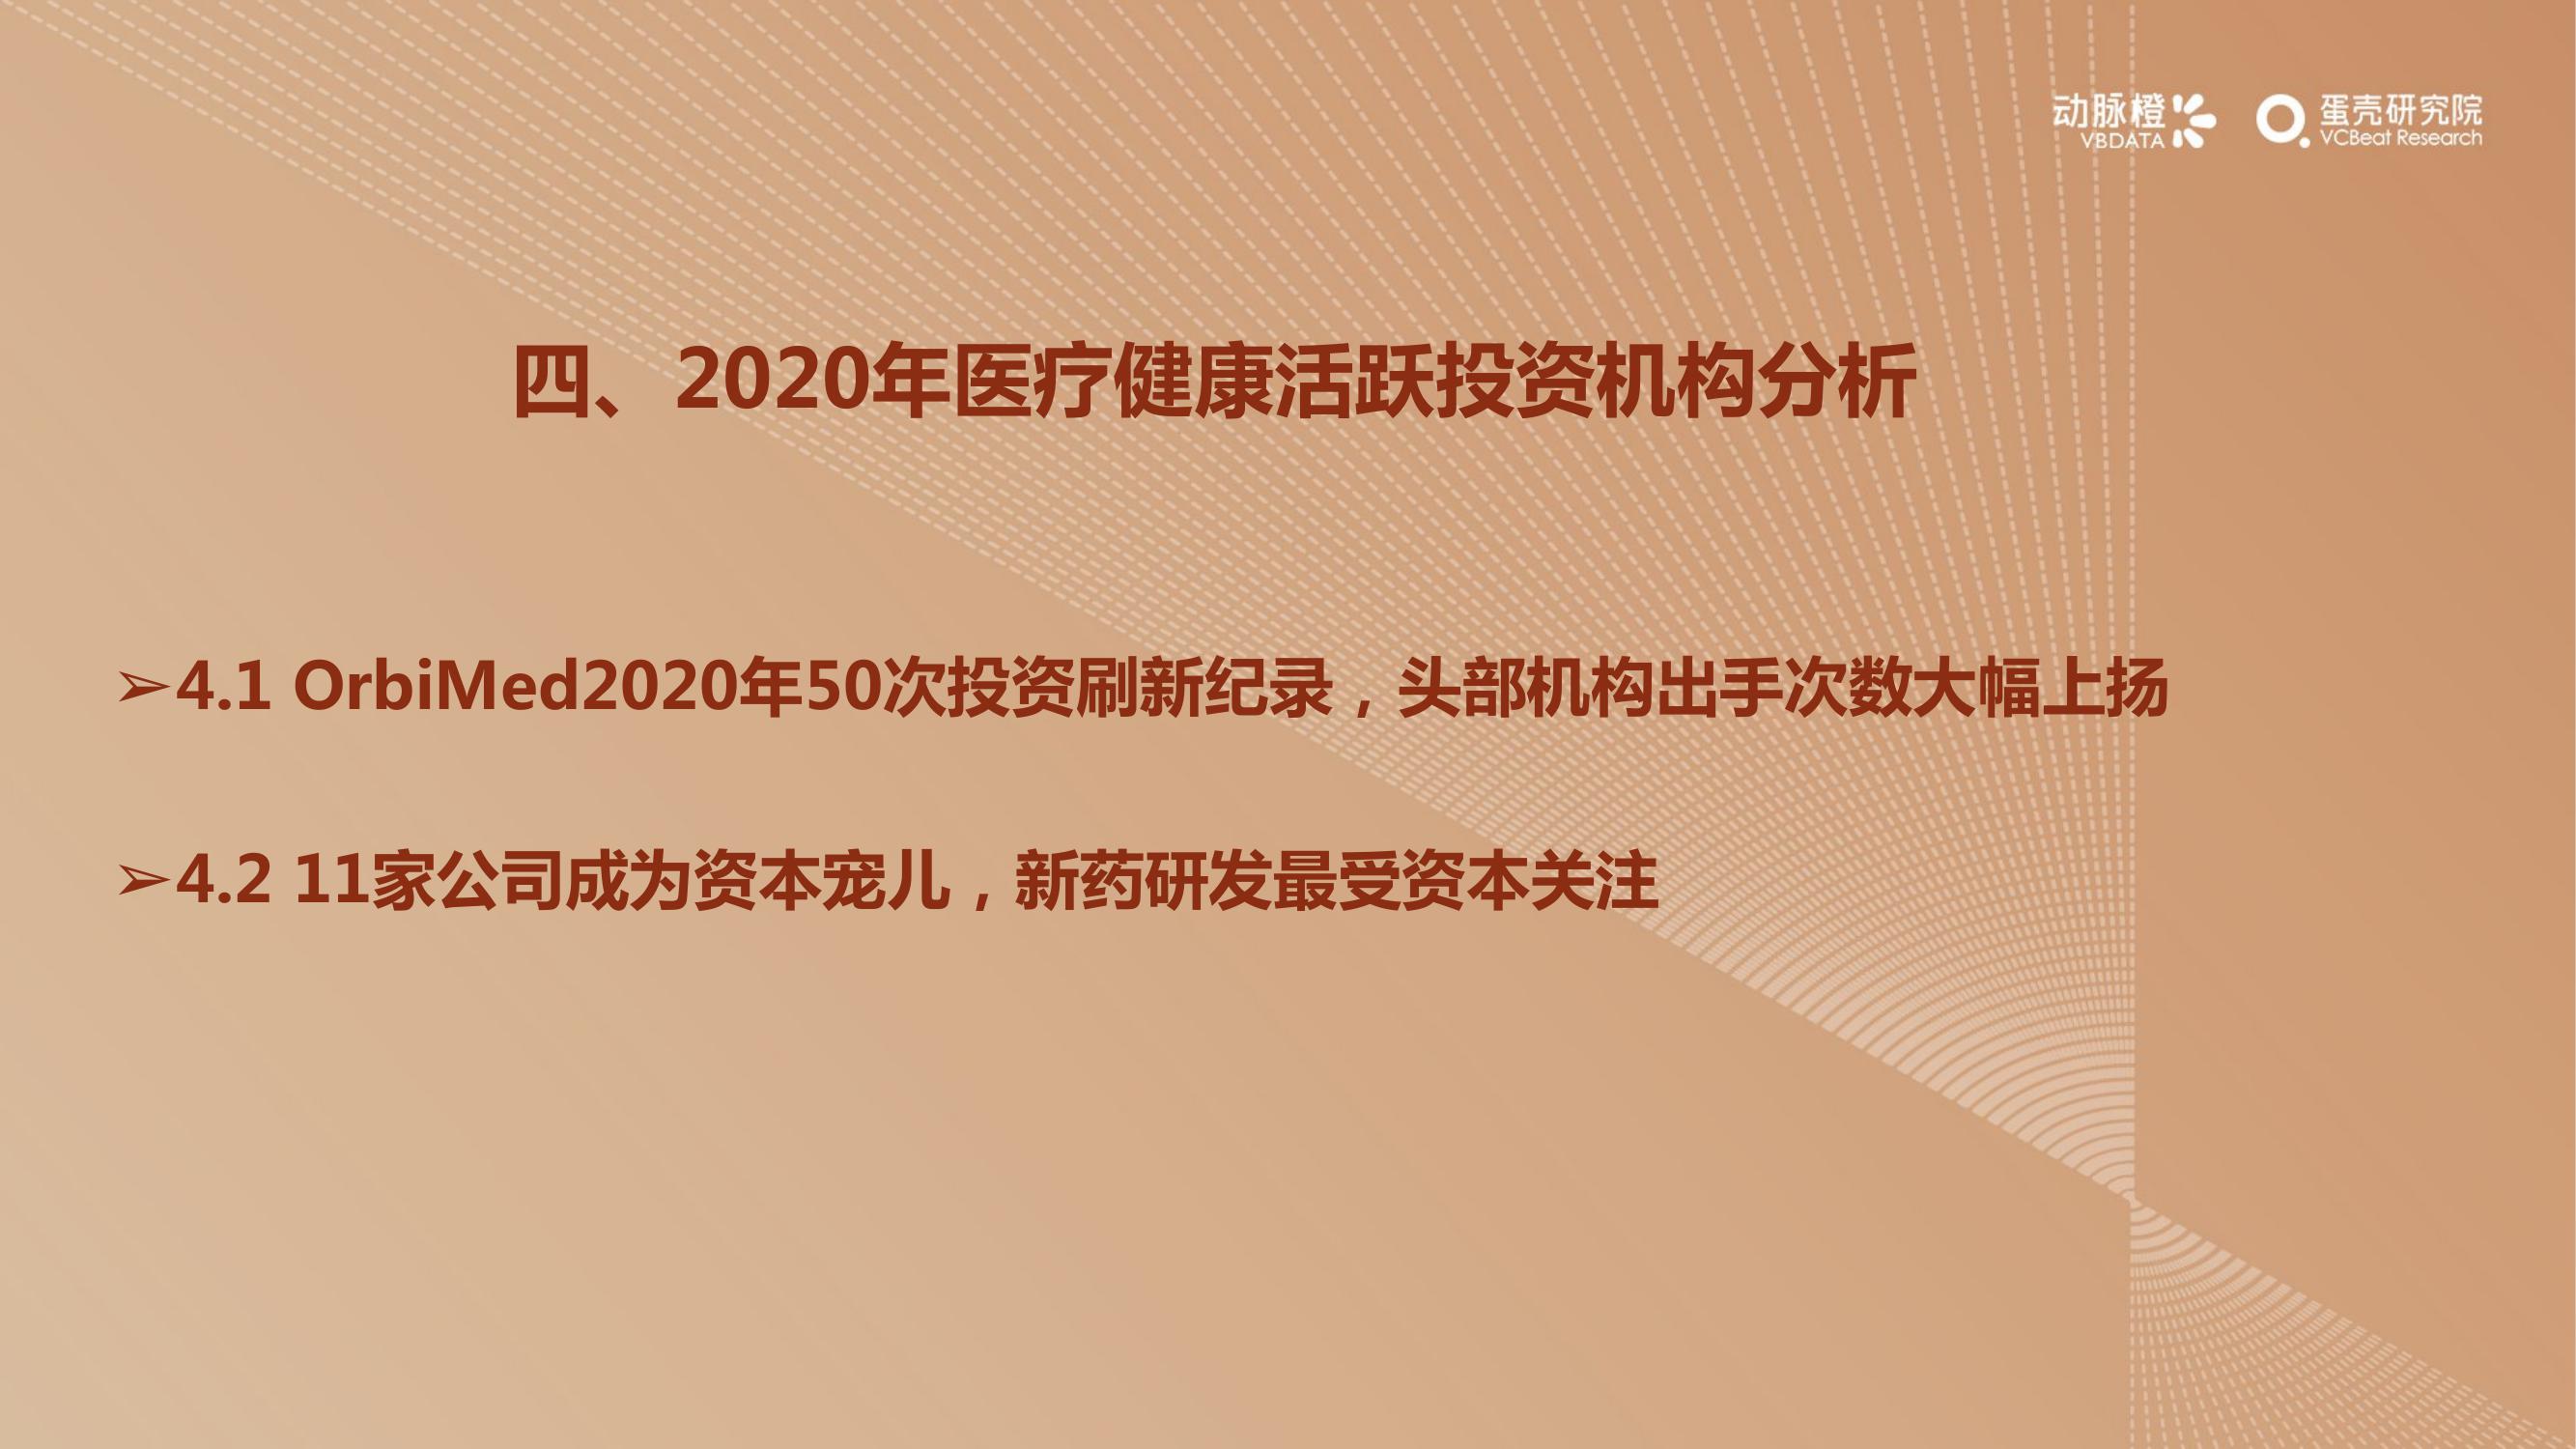 动脉橙
VBDATA
蛋壳研究院
VCBeat Research
四、2020年医疗健康活跃投资机构分析
➢4.1 OrbiMed2020年50次投资刷新纪录，头部机构出手次数大幅上扬
➢4.2 11家公司成为资本宠儿，新药研发最受资本关注